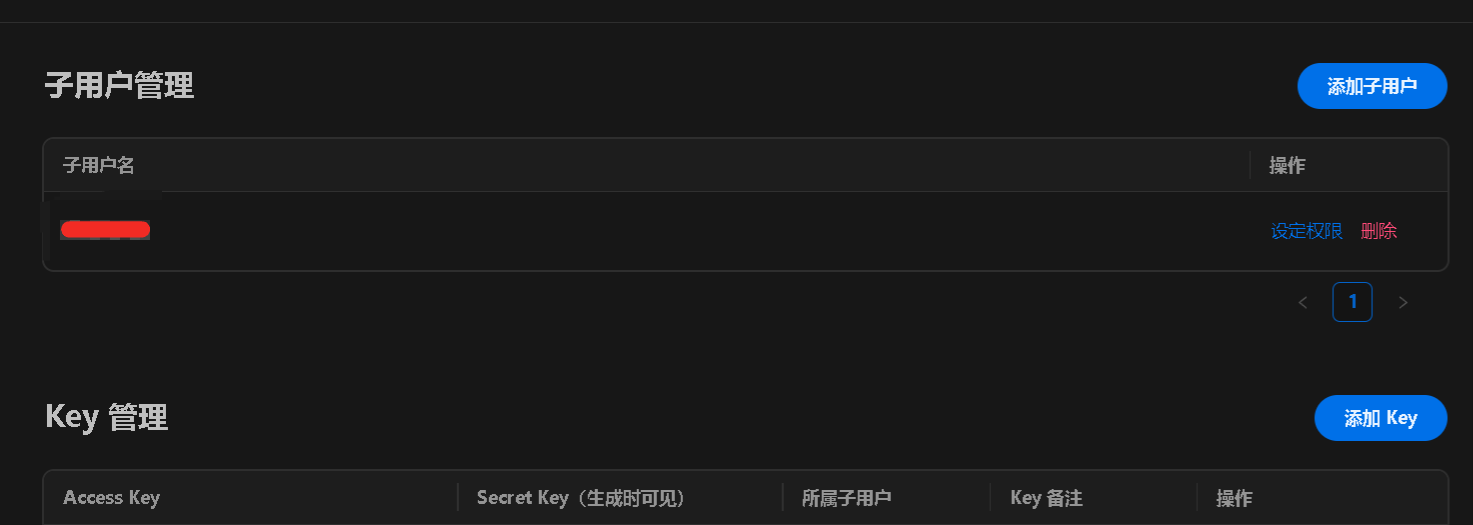 子用户管理
添加子用户
子用户名 操作
设定权限 删除
< 1 >
Key 管理
添加 Key
Access Key Secret Key（生成时可见） 所属子用户 Key 备注 操作